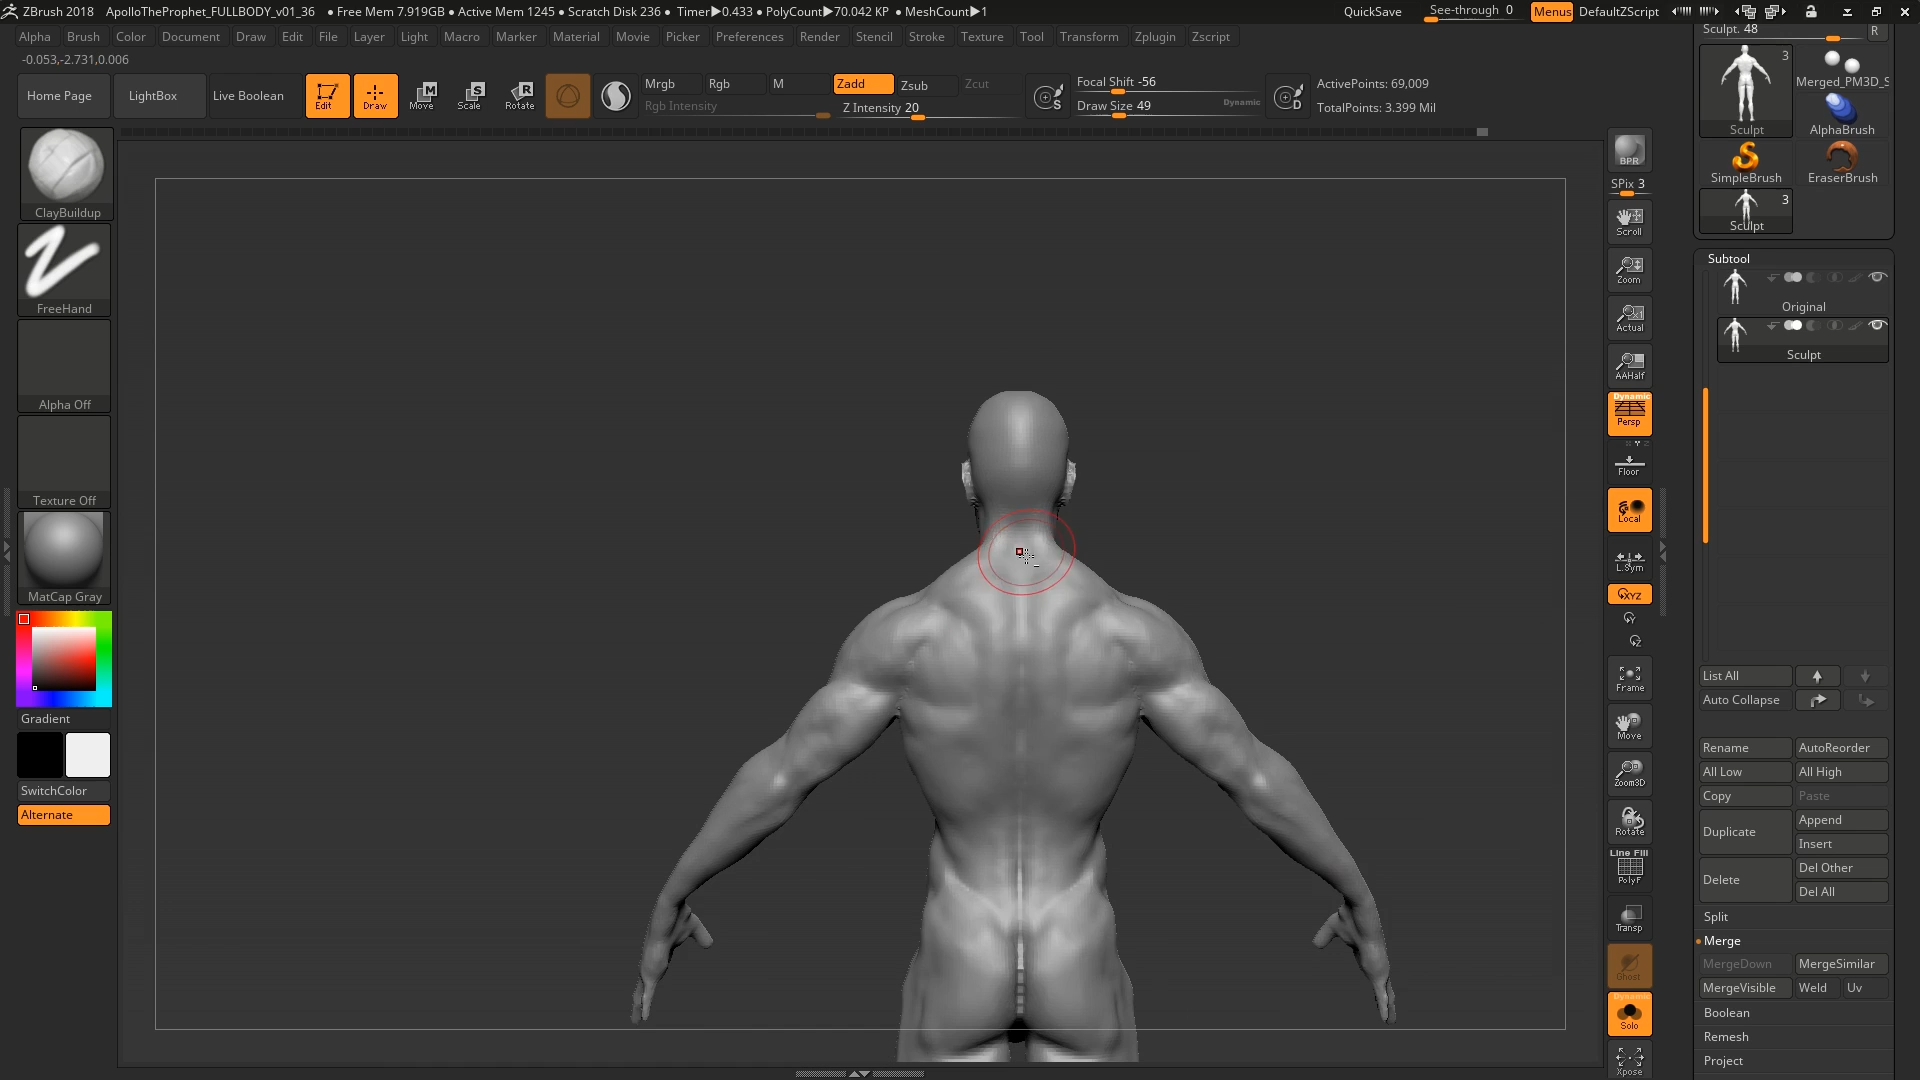 ZBrush 2018 ApolloTheProphet_FULLBODY_v01_36 • Free Mem 7.919GB • Active Mem 1245 • Scratch Disk 236 • Timer▶0.433 • PolyCount▶70.042 KP • MeshCount▶1 QuickSave See-through 0 Menus DefaultZScript
Alpha Brush Color Document Draw Edit File Layer Light Macro Marker Material Movie Picker Preferences Render Stencil Stroke Texture Tool Transform Zplugin Zscript
-0.053,-2.731,0.006
Home Page LightBox Live Boolean
Edit Draw Move Scale Rotate
Mrgb Rgb M Zadd Zsub Zcut
Rgb Intensity Z Intensity 20
Focal Shift -56
Draw Size 49 Dynamic
ActivePoints: 69,009
TotalPoints: 3.399 Mil
ClayBuildup
FreeHand
Alpha Off
Texture Off
MatCap Gray
Gradient
SwitchColor
Alternate
BPR
SPix 3
Scroll
Zoom
Actual
AAHalf
Dynamic
Persp
Floor
Local
L.Sym
XYZ
Frame
Move
Zoom3D
Rotate
Line Fill
PolyF
Transp
Ghost
Dynamic
Solo
Xpose
Sculpt. 48 R
3
Sculpt
Merged_PM3D_S
AlphaBrush
SimpleBrush EraserBrush
3
Sculpt
Subtool
Original
Sculpt
List All
Auto Collapse
Rename AutoReorder
All Low All High
Copy Paste
Duplicate Append
Insert
Delete Del Other
Del All
Split
Merge
MergeDown MergeSimilar
MergeVisible Weld Uv
Boolean
Remesh
Project